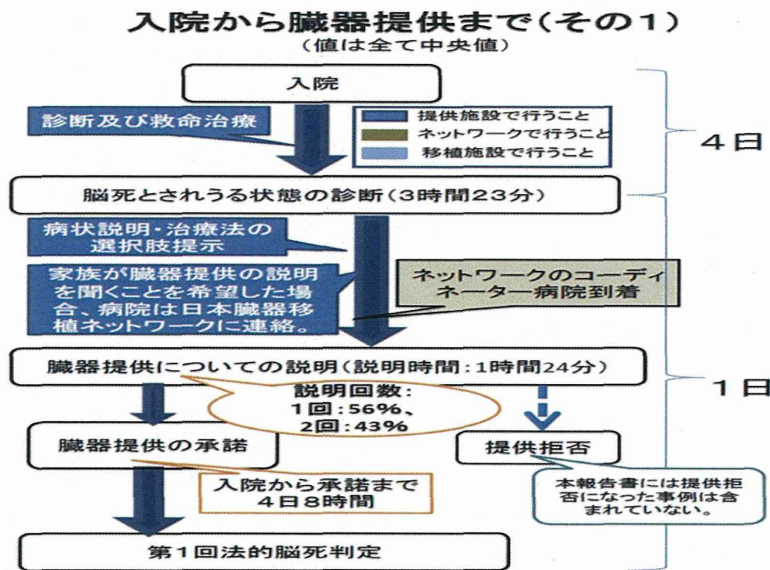 入院から臓器提供まで(その1)
(値は全て中央値)
入院
診断及び救命治療
提供施設で行うこと
ネットワークで行うこと
移植施設で行うこと
4日
脳死とされうる状態の診断(3時間23分)
病状説明・治療法の
選択肢提示
家族が臓器提供の説明
を聞くことを希望した場
合、病院は日本臓器移
植ネットワークに連絡。
ネットワークのコーディ
ネーター病院到着
臓器提供についての説明(説明時間:1時間24分)
1日
説明回数:
1回:56%、
2回:43%
臓器提供の承諾
提供拒否
入院から承諾まで
4日8時間
本報告書には提供拒
否になった事例は含
まれていない。
第1回法的脳死判定